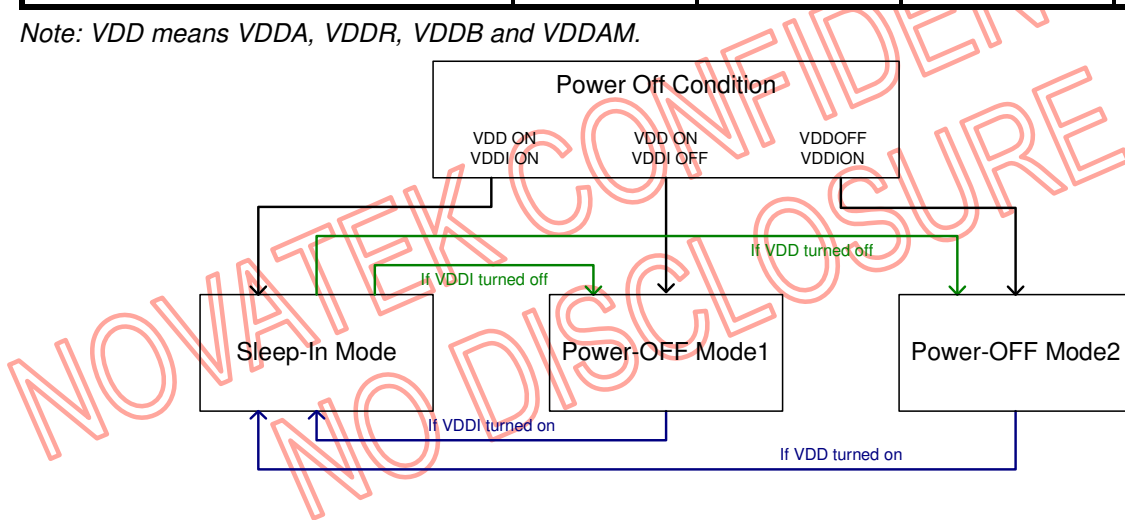 Note: VDD means VDDA, VDDR, VDDB and VDDAM.
Power Off Condition
VDD ON
VDDI ON
VDD ON
VDDI OFF
VDDOFF
VDDION
If VDD turned off
If VDDI turned off
Sleep-In Mode
Power-OFF Mode1
Power-OFF Mode2
If VDDI turned on
If VDD turned on
NOVATEK CONFIDEN
NO DISCLOSURE